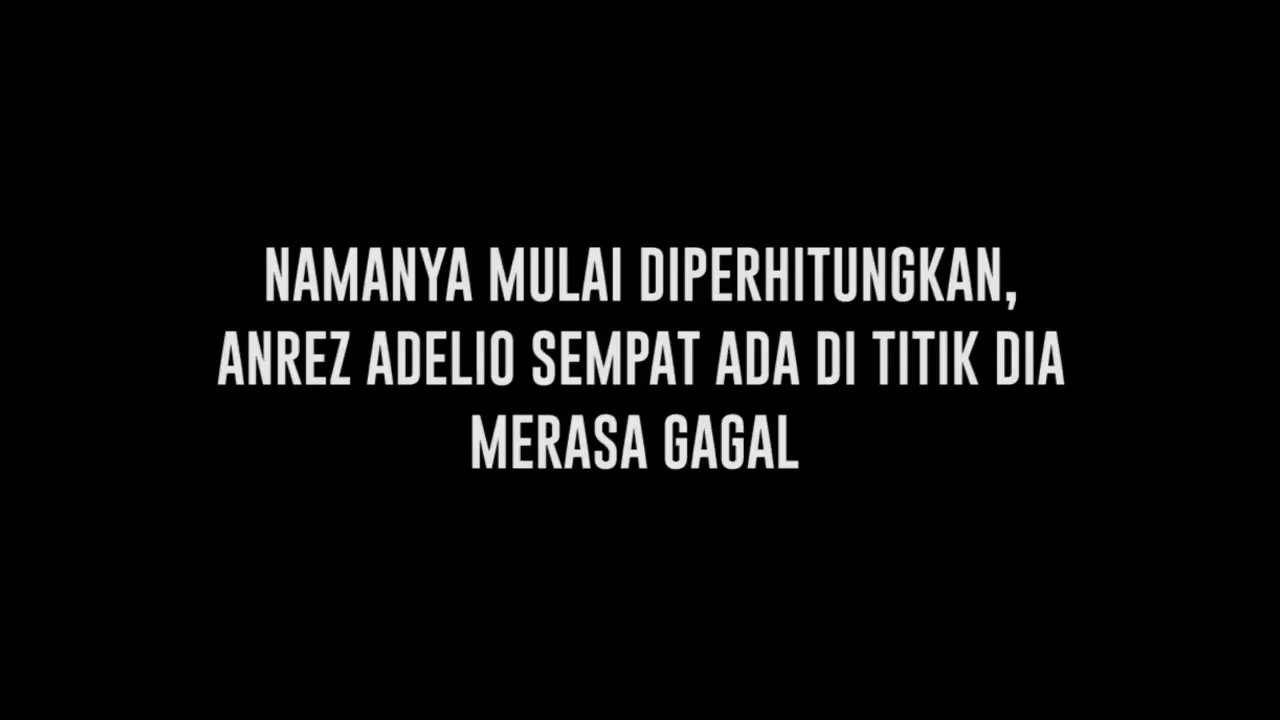 NAMANYA MULAI DIPERHITUNGKAN,
ANREZ ADELIO SEMPAT ADA DI TITIK DIA
MERASA GAGAL